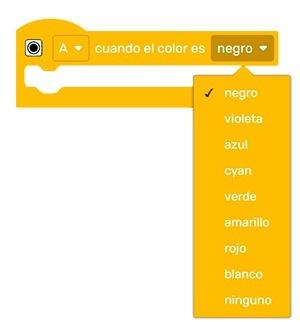 A cuando el color es negro
negro
violeta
azul
cyan
verde
amarillo
rojo
blanco
ninguno